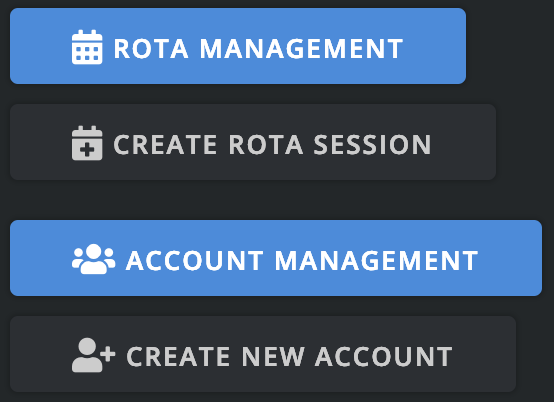 ROTA MANAGEMENT
CREATE ROTA SESSION
ACCOUNT MANAGEMENT
CREATE NEW ACCOUNT